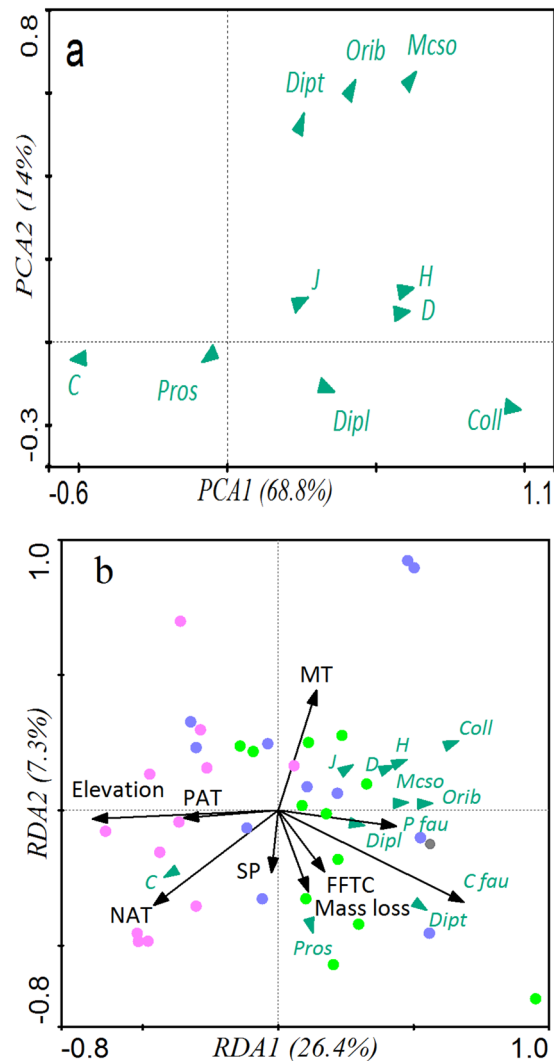 0.8
a
Orib
Mcso
Dipt
PCA2 (14%)
J
H
D
C
Pros
Dipl
Coll
-0.3
-0.6
PCA1 (68.8%)
1.1
1.0
b
MT
Coll
J
D
H
Elevation
PAT
Mcso
Orib
RDA2 (7.3%)
Dipl
P fau
C
SP
FFTC
C fau
NAT
Mass loss
Dipt
Pros
-0.8
-0.8
RDA1 (26.4%)
1.0